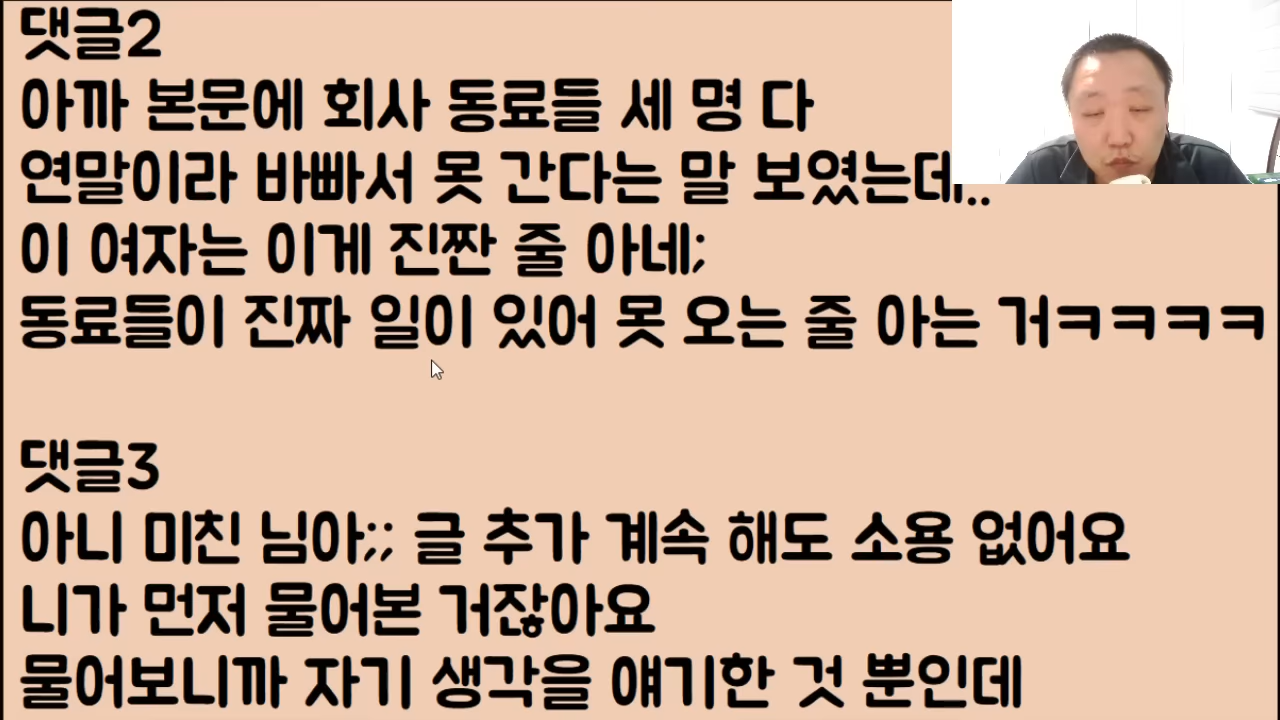 댓글2
아까 본문에 회사 동료들 세 명 다
연말이라 바빠서 못 간다는 말 보였는데..
이 여자는 이게 진짠 줄 아네;
동료들이 진짜 일이 있어 못 오는 줄 아는 거ㅋㅋㅋㅋ
댓글3
아니 미친 님아;; 글 추가 계속 해도 소용 없어요
니가 먼저 물어본 거잖아요
물어보니까 자기 생각을 얘기한 것 뿐인데